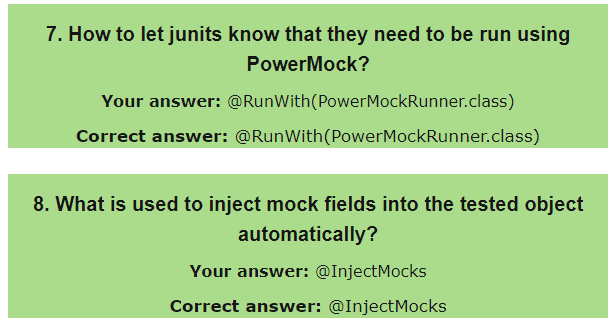 7. How to let junits know that they need to be run using
PowerMock?
Your answer: @RunWith(PowerMockRunner.class)
Correct answer: @RunWith(PowerMockRunner.class)
8. What is used to inject mock fields into the tested object
automatically?
Your answer: @InjectMocks
Correct answer: @InjectMocks